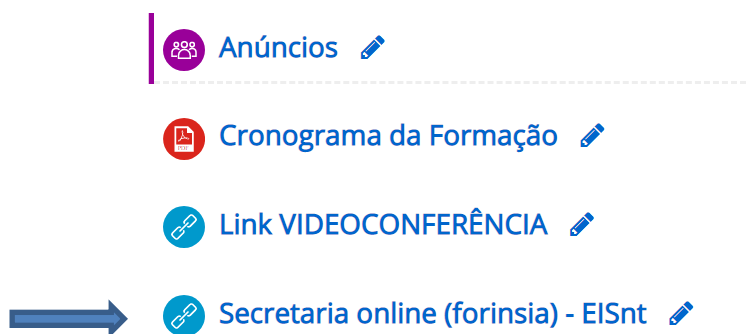 Anúncios
Cronograma da Formação
Link VIDEOCONFERÊNCIA
Secretaria online (forinsia) - EISnt